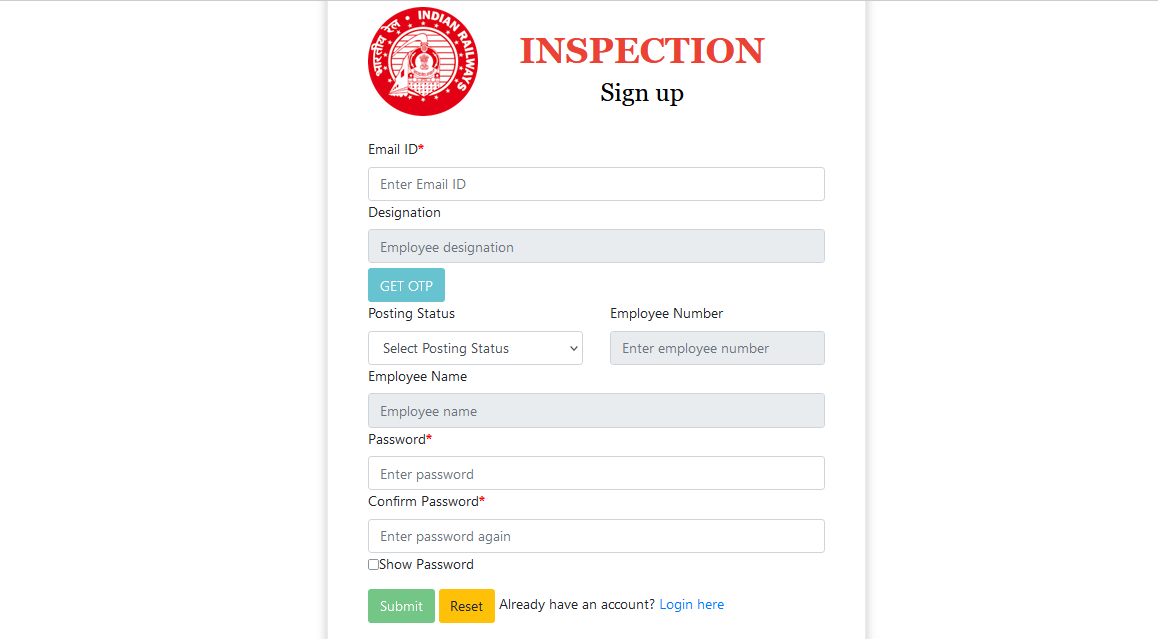 भारतीय रेल • INDIAN RAILWAYS
INSPECTION
Sign up
Email ID*
Enter Email ID
Designation
Employee designation
GET OTP
Posting Status Employee Number
Select Posting Status Enter employee number
Employee Name
Employee name
Password*
Enter password
Confirm Password*
Enter password again
Show Password
Submit Reset Already have an account? Login here